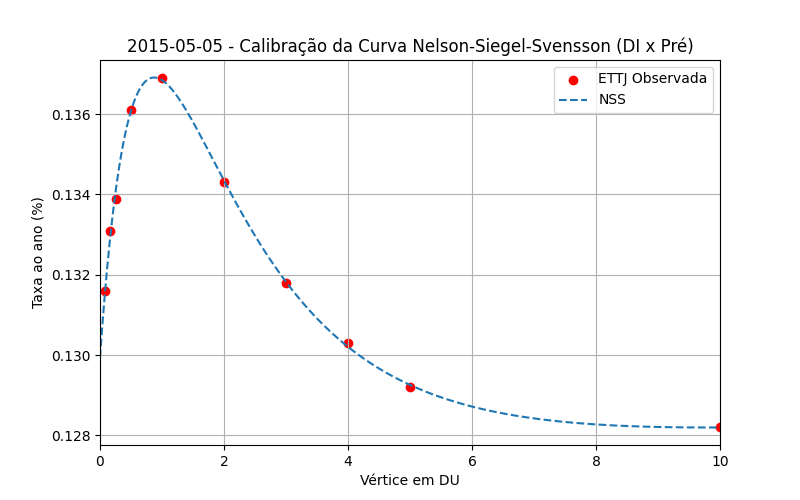 2015-05-05 - Calibração da Curva Nelson-Siegel-Svensson (DI x Pré)
ETTJ Observada
NSS
0.136
0.134
0.132
0.130
0.128
Taxa ao ano (%)
0 2 4 6 8 10
Vértice em DU